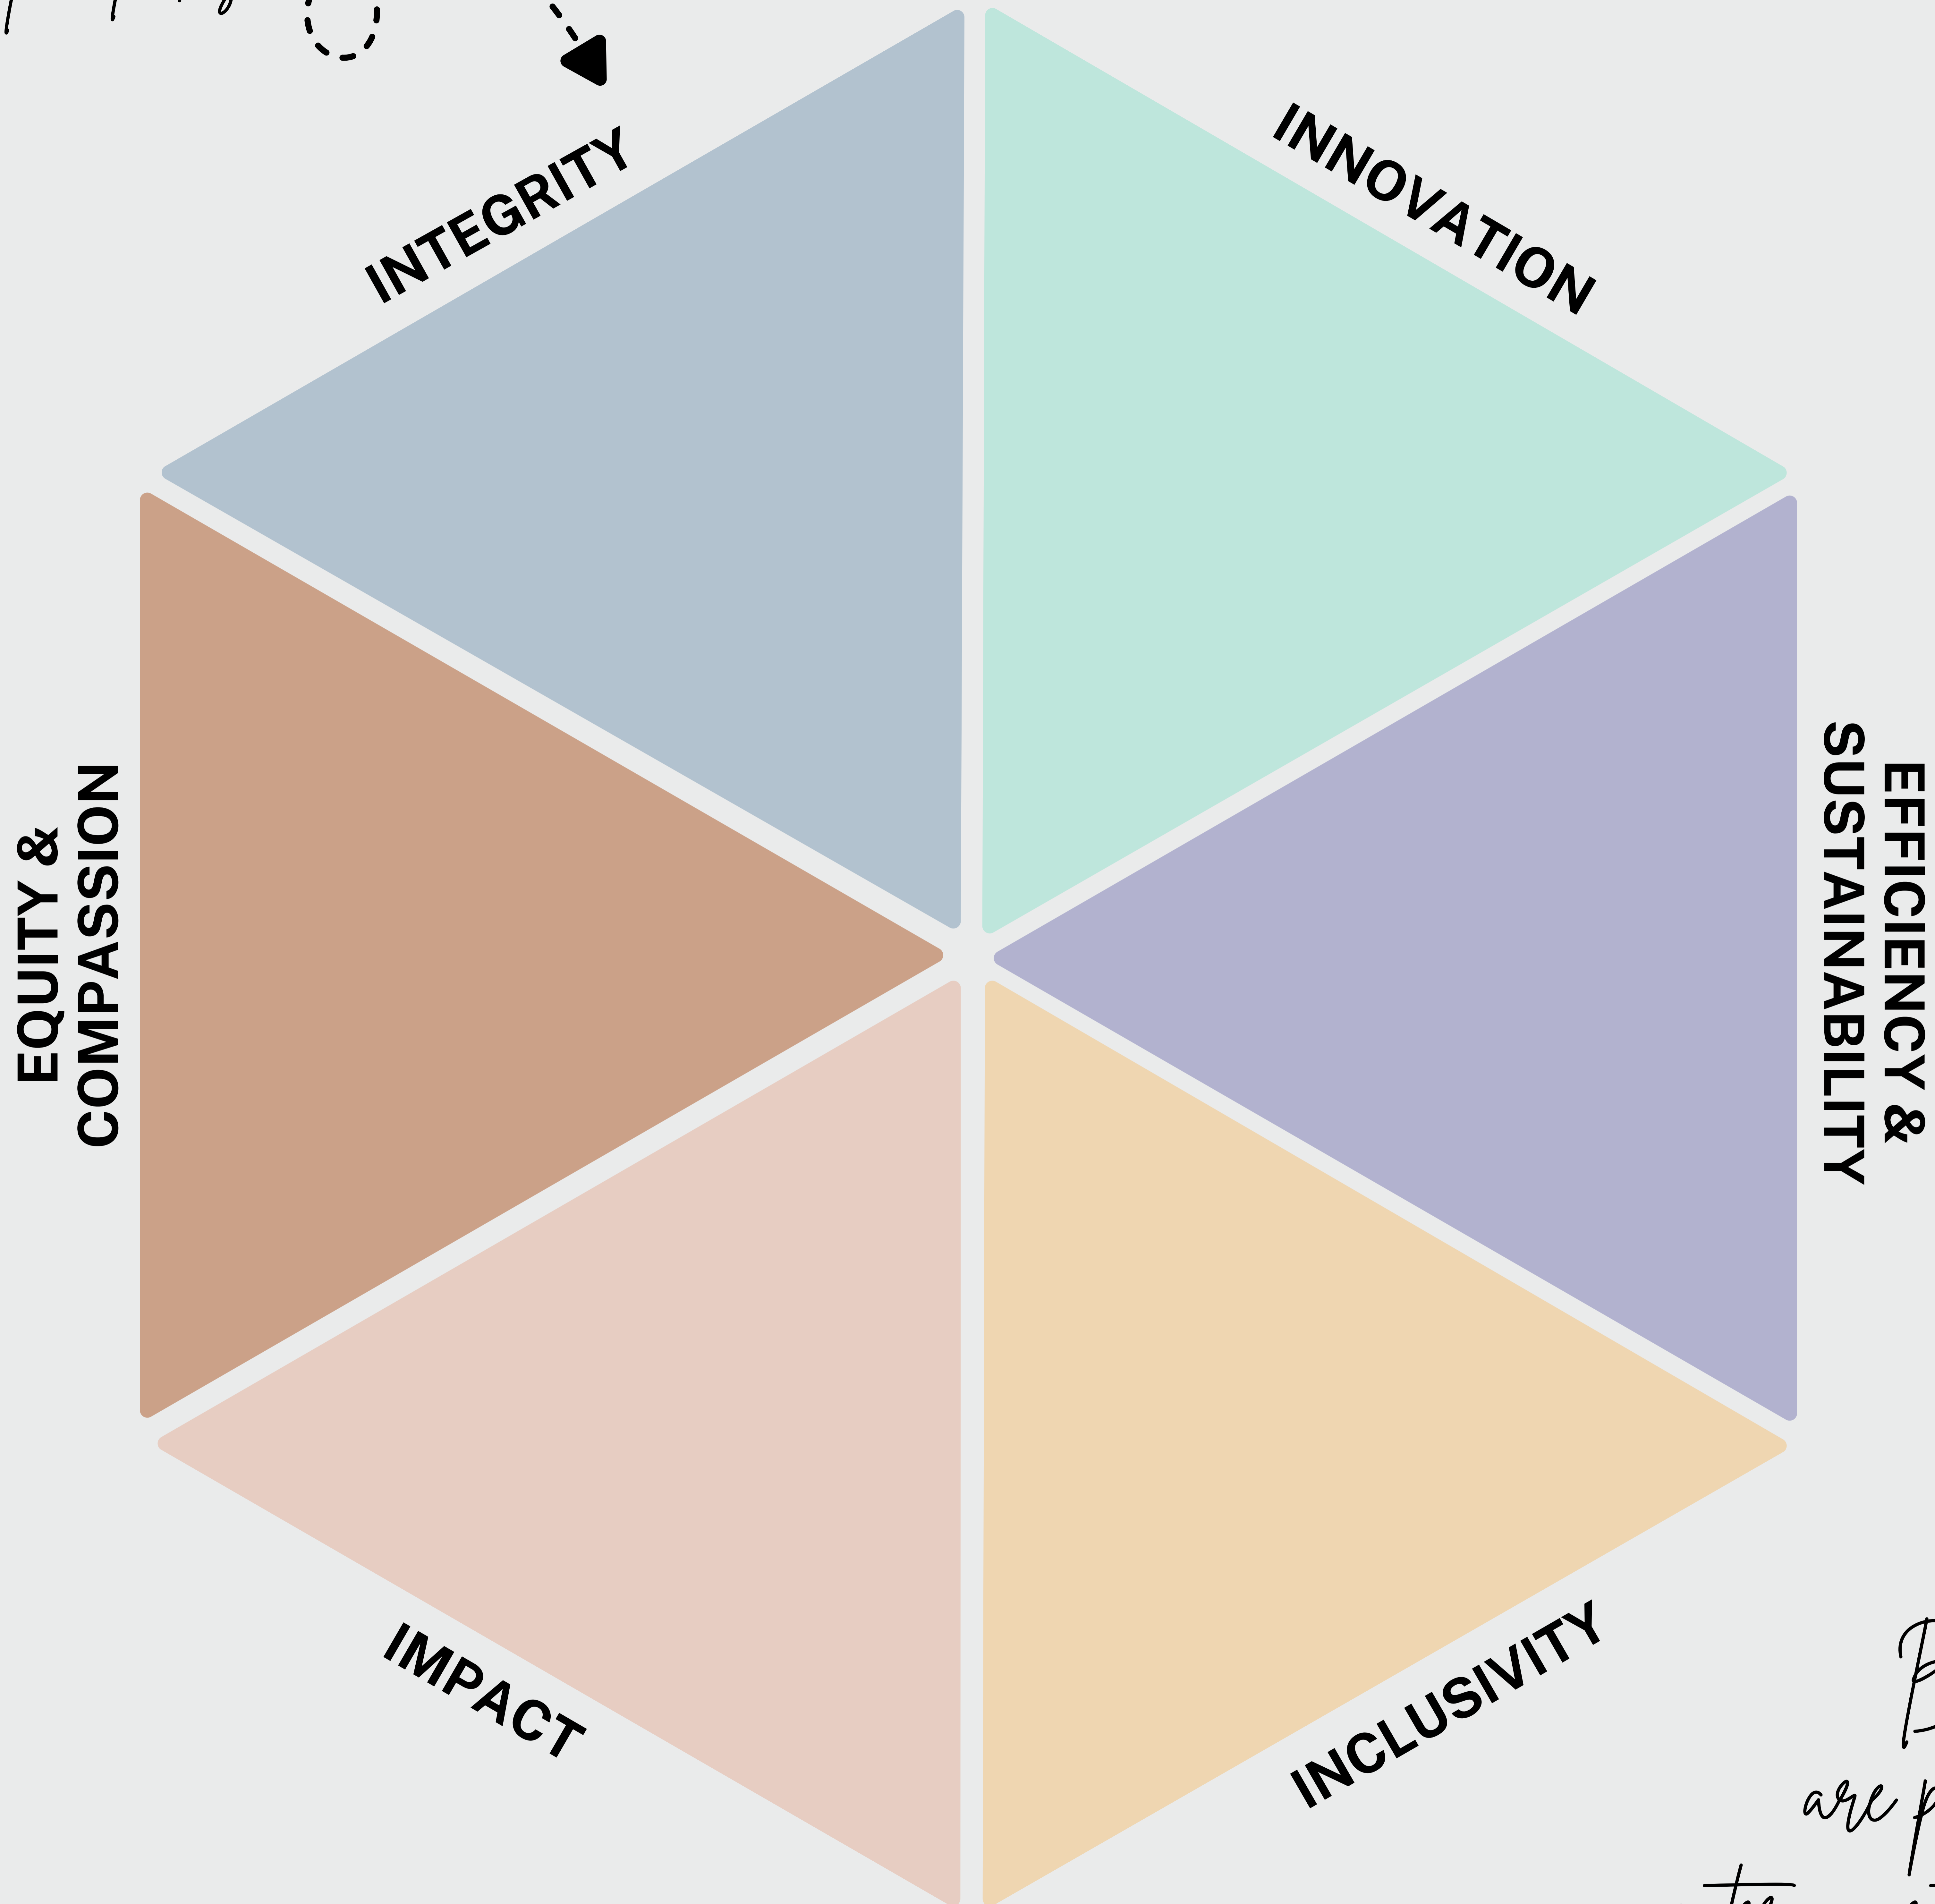 INTEGRITY
INNOVATION
EQUITY &
COMPASSION
EFFICIENCY &
SUSTAINABILITY
IMPACT
INCLUSIVITY
are